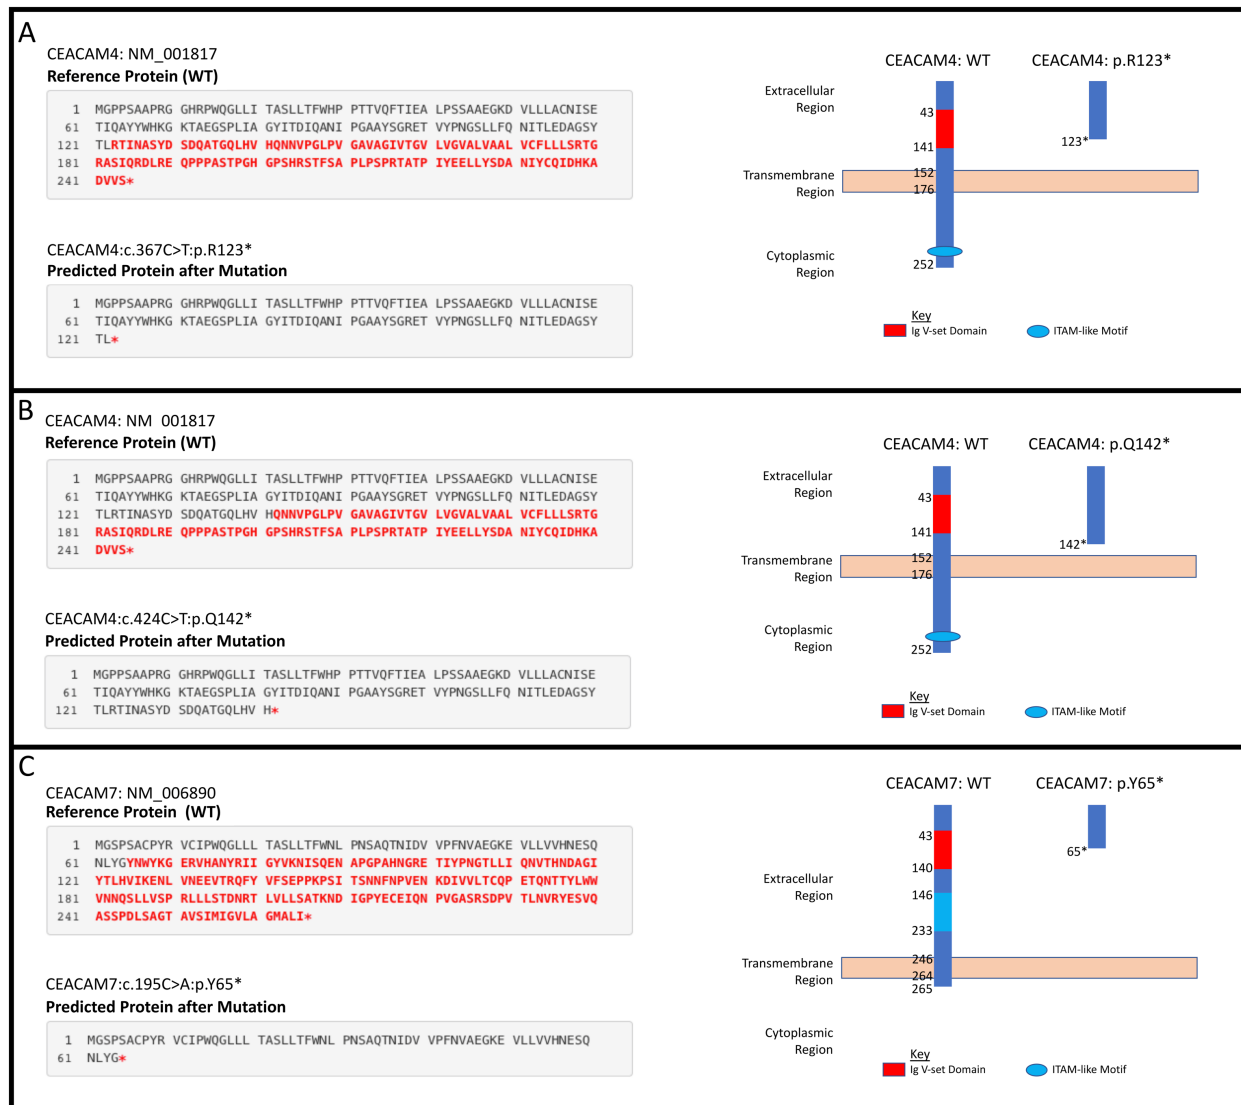 A
CEACAM4: NM_001817
Reference Protein (WT)
1 MGPPSAAPRG GHRPWQGLLI TASLLTFWHP PTTVQFTIEA LPSSAAEGKD VLLLACNISE
61 TIQAYYWHKG KTAEGSPLIA GYITDIQANI PGAAYSGRET VYPNGSLLFQ NITLEDAGSY
121 TLRTINASYD SDQATGQLHV HQNNVPGLPV GAVAGIVTGV LVGVALVAAL VCFLLLSRTG
181 RASIQRDLRE QPPPASTPGH GPSHRSTFSA PLPSPRTATP IYEELLYSDA NIYCQIDHKA
241 DVVS*
CEACAM4:c.367C>T:p.R123*
Predicted Protein after Mutation
1 MGPPSAAPRG GHRPWQGLLI TASLLTFWHP PTTVQFTIEA LPSSAAEGKD VLLLACNISE
61 TIQAYYWHKG KTAEGSPLIA GYITDIQANI PGAAYSGRET VYPNGSLLFQ NITLEDAGSY
121 TL*
CEACAM4: WT
CEACAM4: p.R123*
Extracellular
Region
43
141
123*
Transmembrane
Region
152
176
Cytoplasmic
Region
252
Key
Ig V-set Domain
ITAM-like Motif
B
CEACAM4: NM 001817
Reference Protein (WT)
1 MGPPSAAPRG GHRPWQGLLI TASLLTFWHP PTTVQFTIEA LPSSAAEGKD VLLLACNISE
61 TIQAYYWHKG KTAEGSPLIA GYITDIQANI PGAAYSGRET VYPNGSLLFQ NITLEDAGSY
121 TLRTINASYD SDQATGQLHV HQNNVPGLPV GAVAGIVTGV LVGVALVAAL VCFLLLSRTG
181 RASIQRDLRE QPPPASTPGH GPSHRSTFSA PLPSPRTATP IYEELLYSDA NIYCQIDHKA
241 DVVS*
CEACAM4:c.424C>T:p.Q142*
Predicted Protein after Mutation
1 MGPPSAAPRG GHRPWQGLLI TASLLTFWHP PTTVQFTIEA LPSSAAEGKD VLLLACNISE
61 TIQAYYWHKG KTAEGSPLIA GYITDIQANI PGAAYSGRET VYPNGSLLFQ NITLEDAGSY
121 TLRTINASYD SDQATGQLHV H*
CEACAM4: WT
CEACAM4: p.Q142*
Extracellular
Region
43
141
142*
Transmembrane
Region
152
176
Cytoplasmic
Region
252
Key
Ig V-set Domain
ITAM-like Motif
C
CEACAM7: NM_006890
Reference Protein (WT)
1 MGSPSACPYR VCIPWQGLLL TASLLTFWNL PNSAQTNIDV VPFNVAEGKE VLLVVHNESQ
61 NLYGYNWYKG ERVHANYRII GYVKNISQEN APGPAHNGRE TIYPNGTLLI QNVTHNDAGI
121 YTLHVIKENL VNEEVTRQFY VFSEPPKPSI TSNNFNPVEN KDIVVLTCQP ETQNTTYLWW
181 VNNQSLLVSP RLLLSTDNRT LVLLSATKND IGPYECEIQN PVGASRSDPV TLNVRYESVQ
241 ASSPDLSAGT AVSIMIGVLA GMALI*
CEACAM7:c.195C>A:p.Y65*
Predicted Protein after Mutation
1 MGSPSACPYR VCIPWQGLLL TASLLTFWNL PNSAQTNIDV VPFNVAEGKE VLLVVHNESQ
61 NLYG*
CEACAM7: WT
CEACAM7: p.Y65*
43
65*
140
Extracellular
Region
146
233
Transmembrane
Region
246
264
265
Cytoplasmic
Region
Key
Ig V-set Domain
ITAM-like Motif